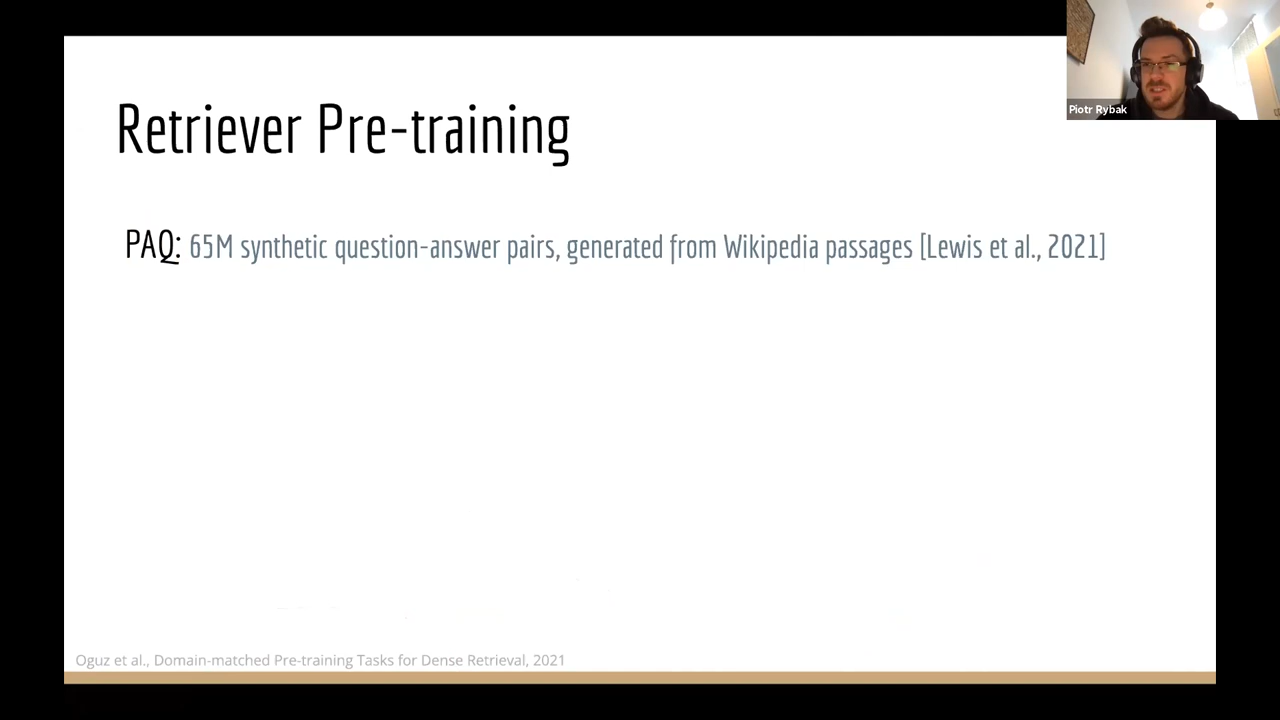 Piotr Rybak
Retriever Pre-training
PAQ: 65M synthetic question-answer pairs, generated from Wikipedia passages [Lewis et al., 2021]
Oguz et al., Domain-matched Pre-training Tasks for Dense Retrieval, 2021